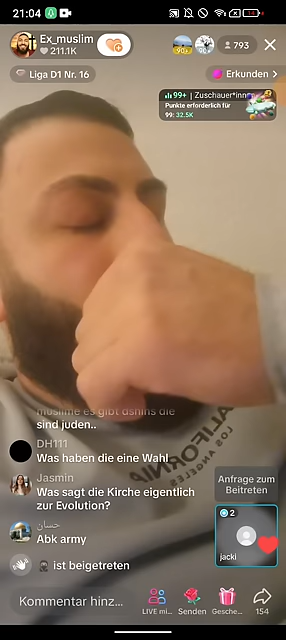 21:04
Ex_muslim
211.1K
793
Liga D1 Nr. 16
Erkunden
99+ | Zuschauer*innen
Punkte erforderlich für
99: 32.5K
sind juden..
DH111
Was haben die eine Wahl
Jasmin
Was sagt die Kirche eigentlich
zur Evolution?
حسان
Abk army
ist beigetreten
CALIFORNIA
LOS ANGELES
Anfrage zum
Beitreten
2
jacki
Kommentar hinz...
LIVE mi...
Senden
Gesche...
154